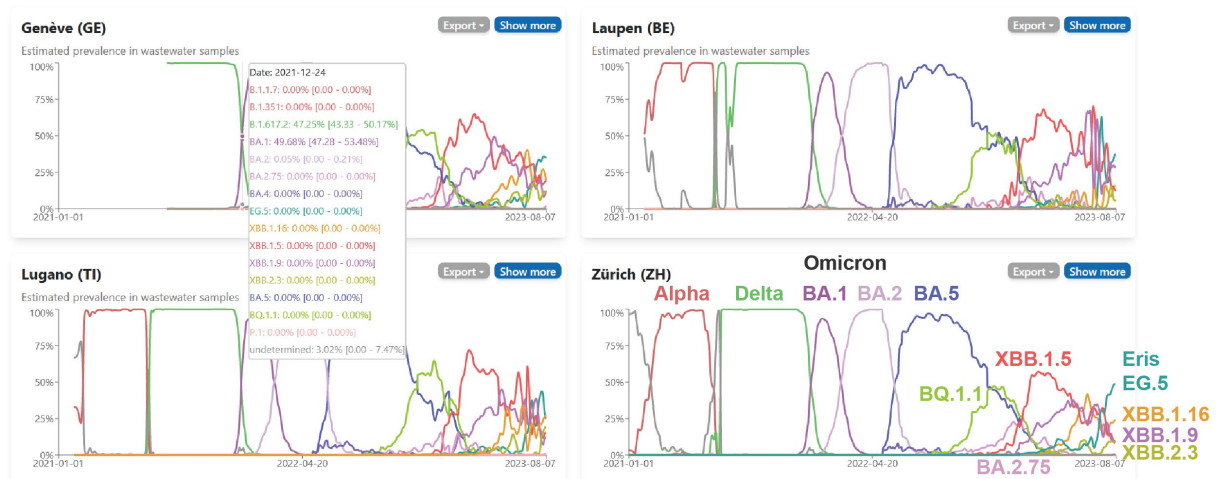 Genève (GE)
Export
Show more
Estimated prevalence in wastewater samples
100%
75%
50%
25%
0%
2021-01-01
2023-08-07
Date: 2021-12-24
B.1.1.7: 0.00% [0.00 - 0.00%]
B.1.351: 0.00% [0.00 - 0.00%]
B.1.617.2: 47.25% [43.33 - 50.17%]
BA.1: 49.68% [47.28 - 53.48%]
BA.2: 0.05% [0.00 - 0.21%]
BA.2.75: 0.00% [0.00 - 0.00%]
BA.4: 0.00% [0.00 - 0.00%]
EG.5: 0.00% [0.00 - 0.00%]
XBB.1.16: 0.00% [0.00 - 0.00%]
XBB.1.5: 0.00% [0.00 - 0.00%]
XBB.1.9: 0.00% [0.00 - 0.00%]
XBB.2.3: 0.00% [0.00 - 0.00%]
BA.5: 0.00% [0.00 - 0.00%]
BQ.1.1: 0.00% [0.00 - 0.00%]
P.1: 0.00% [0.00 - 0.00%]
undetermined: 3.02% [0.00 - 7.47%]
Laupen (BE)
Export
Show more
Estimated prevalence in wastewater samples
100%
75%
50%
25%
0%
2021-01-01
2022-04-20
2023-08-07
Lugano (TI)
Export
Show more
Estimated prevalence in wastewater samples
100%
75%
50%
25%
0%
2021-01-01
2022-04-20
2023-08-07
Zürich (ZH)
Omicron
Export
Show more
Alpha
Delta
BA.1
BA.2
BA.5
100%
75%
50%
25%
0%
2021-01-01
2022-04-20
2023-08-07
XBB.1.5
BQ.1.1
BA.2.75
Eris
EG.5
XBB.1.16
XBB.1.9
XBB.2.3